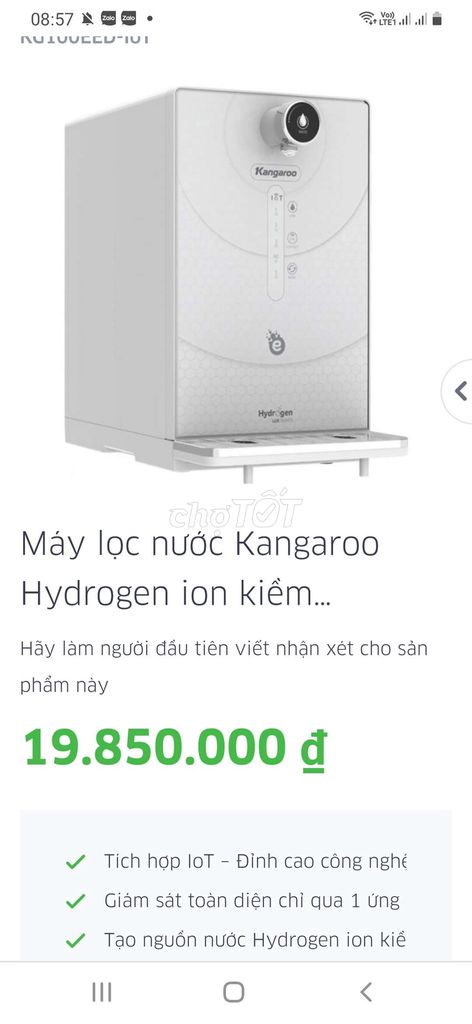 08:57
Zalo Zalo
Vo))
LTE1
KG100EED-IOT
Kangaroo
IoT
Hydrogen
chợTỐT
Máy lọc nước Kangaroo
Hydrogen ion kiềm...
Hãy làm người đầu tiên viết nhận xét cho sản
phẩm này
19.850.000 ₫
Tích hợp IoT – Đỉnh cao công nghệ
Giám sát toàn diện chỉ qua 1 ứng
Tạo nguồn nước Hydrogen ion kiề